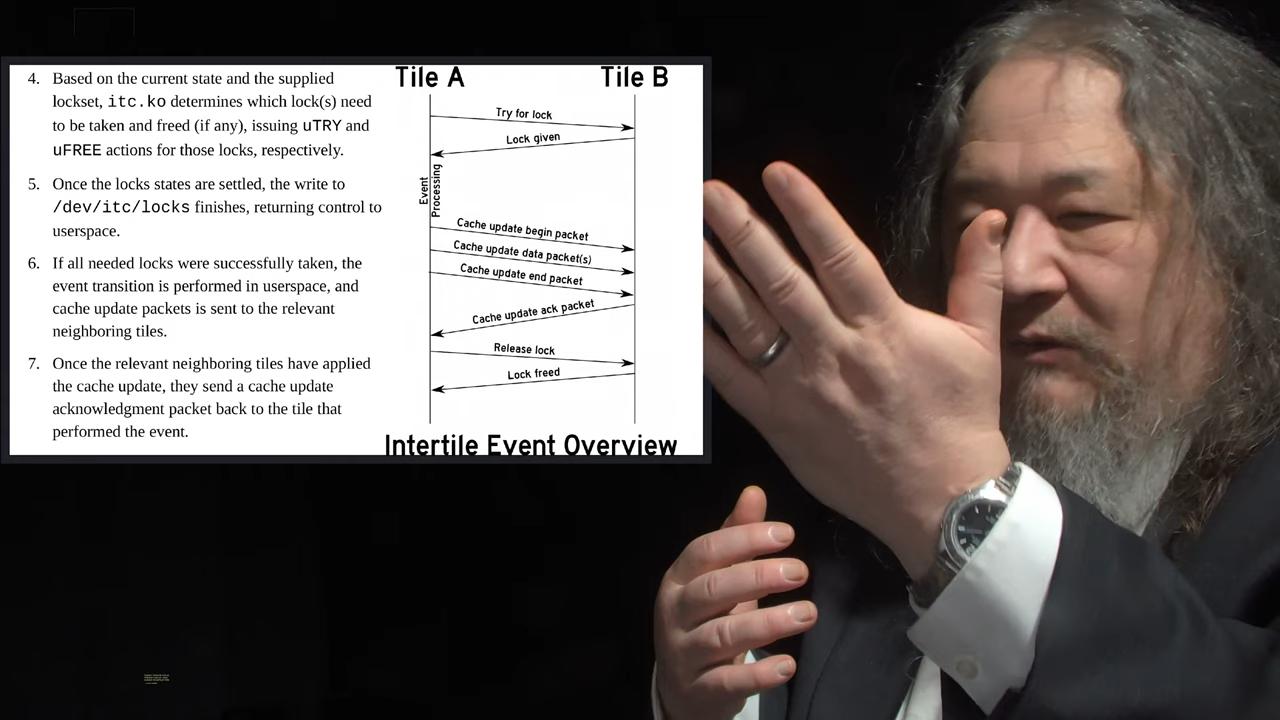 4. Based on the current state and the supplied
lockset, itc.ko determines which lock(s) need
to be taken and freed (if any), issuing uTRY and
uFREE actions for those locks, respectively.
5. Once the locks states are settled, the write to
/dev/itc/locks finishes, returning control to
userspace.
6. If all needed locks were successfully taken, the
event transition is performed in userspace, and
cache update packets is sent to the relevant
neighboring tiles.
7. Once the relevant neighboring tiles have applied
the cache update, they send a cache update
acknowledgment packet back to the tile that
performed the event.
Tile A
Tile B
Try for lock
Lock given
Event
Processing
Cache update begin packet
Cache update data packet(s)
Cache update end packet
Cache update ack packet
Release lock
Lock freed
Intertile Event Overview